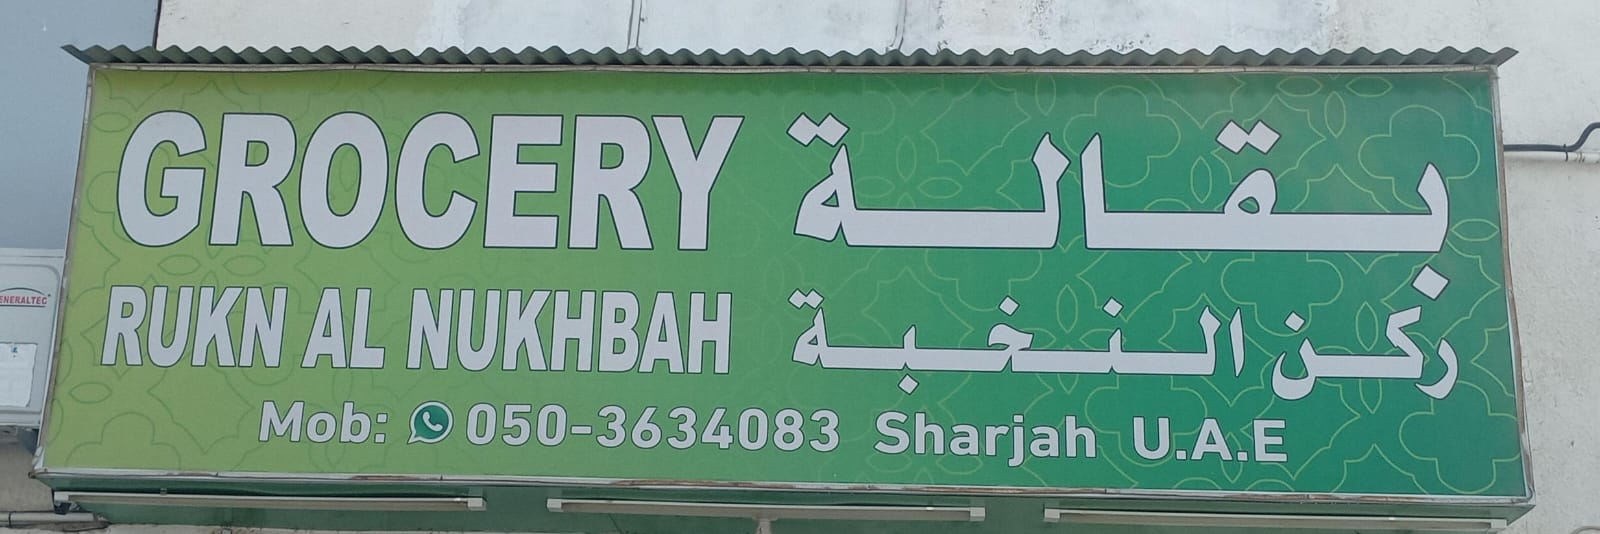 GROCERY بقالة
RUKN AL NUKHBAH ركن النخبة
Mob: 050-3634083 Sharjah U.A.E